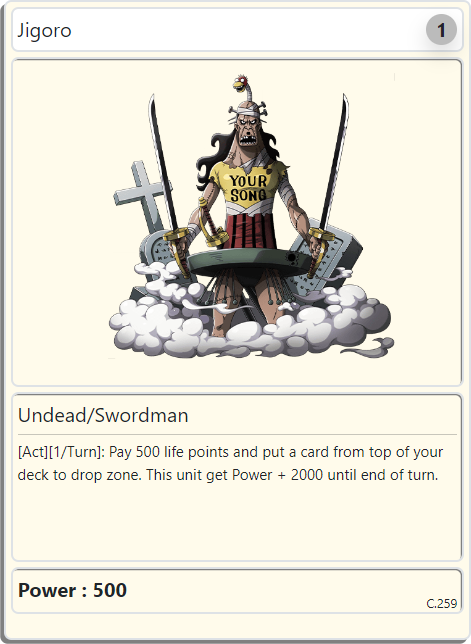 Jigoro
1
YOUR
SONG
Undead/Swordman
[Act][1/Turn]: Pay 500 life points and put a card from top of your
deck to drop zone. This unit get Power + 2000 until end of turn.
Power : 500
C.259